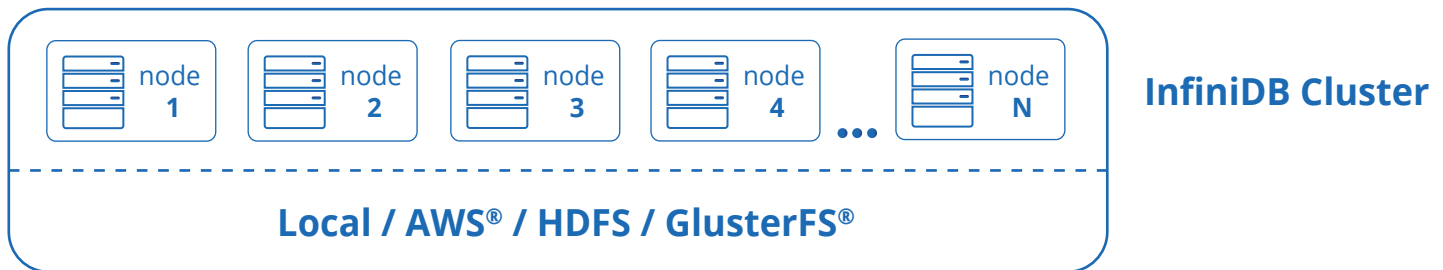 node
1
node
2
node
3
node
4
...
node
N
InfiniDB Cluster
Local / AWS® / HDFS / GlusterFS®